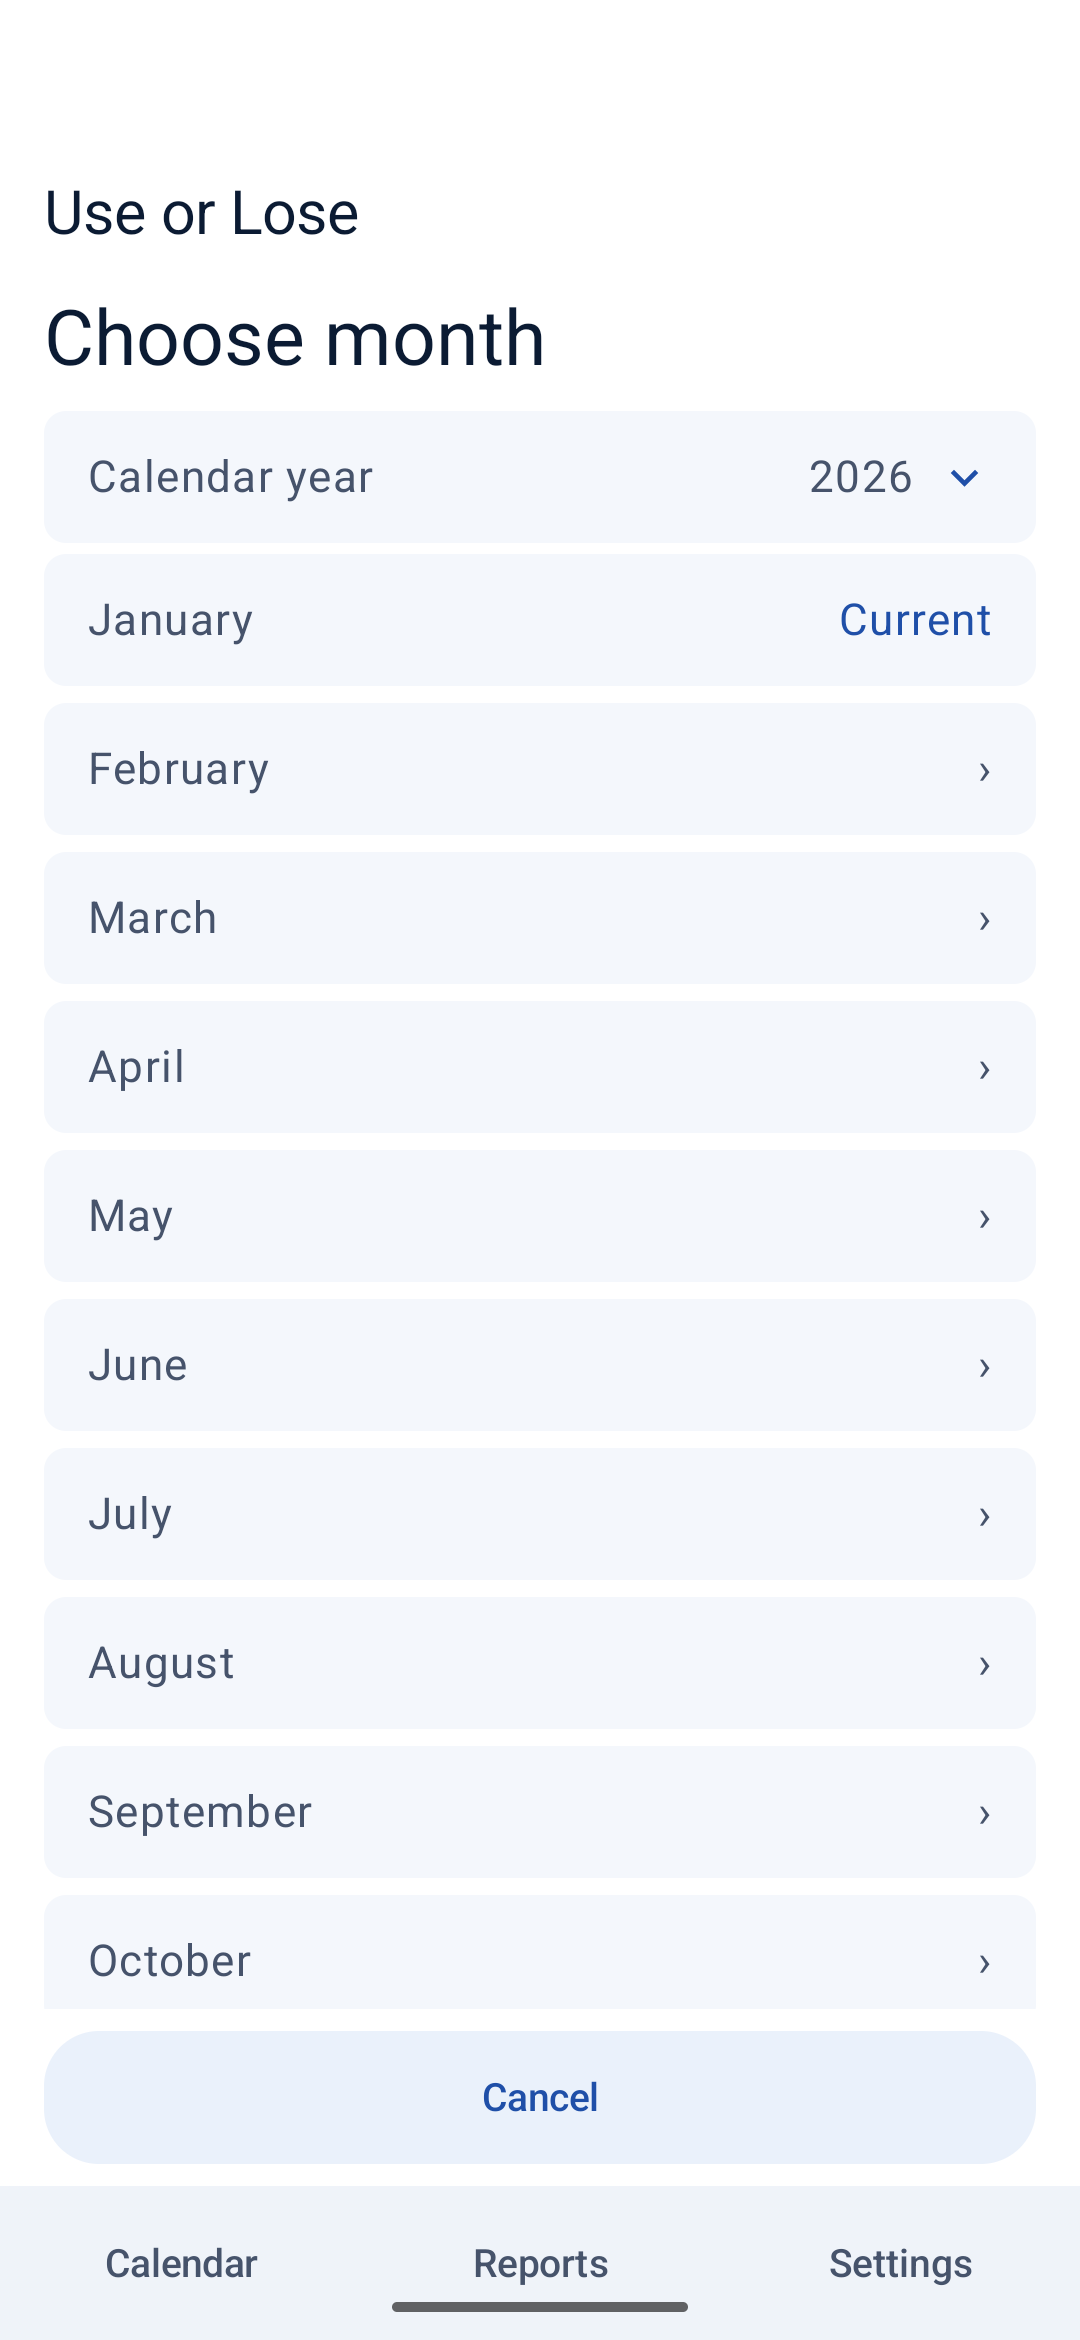 Use or Lose
Choose month
Calendar year 2026
January Current
February ›
March ›
April ›
May ›
June ›
July ›
August ›
September ›
October ›
Cancel
Calendar Reports Settings